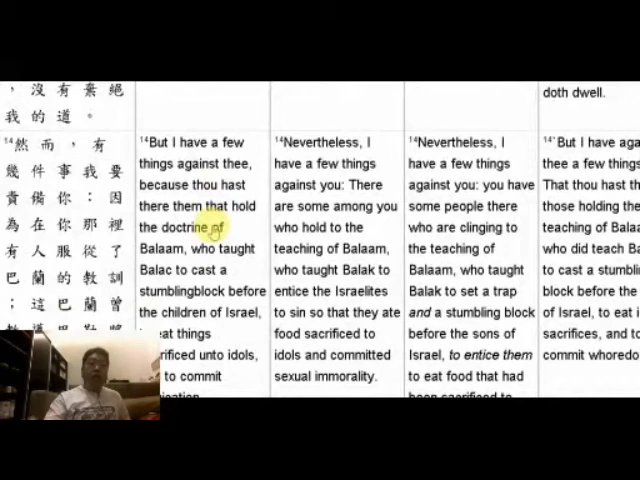 ，沒有棄絕
我的道。
14然而，有
幾件事我要
責備你：因
為在你那裡
有人服從了
巴蘭的教訓
；這巴蘭曾
14But I have a few
things against thee,
because thou hast
there them that hold
the doctrine of
Balaam, who taught
Balac to cast a
stumblingblock before
the children of Israel,
eat things
rificed unto idols,
to commit
14Nevertheless, I
have a few things
against you: There
are some among you
who hold to the
teaching of Balaam,
who taught Balak to
entice the Israelites
to sin so that they ate
food sacrificed to
idols and committed
sexual immorality.
14Nevertheless, I
have a few things
against you: you have
some people there
who are clinging to
the teaching of
Balaam, who taught
Balak to set a trap
and a stumbling block
before the sons of
Israel, to entice them
to eat food that had
been sacrificed to
doth dwell.
14"But I have aga
thee a few things
That thou hast the
those holding the
teaching of Balaa
who did teach Ba
to cast a stumbli
block before the
of Israel, to eat i
sacrifices, and to
commit whoredo